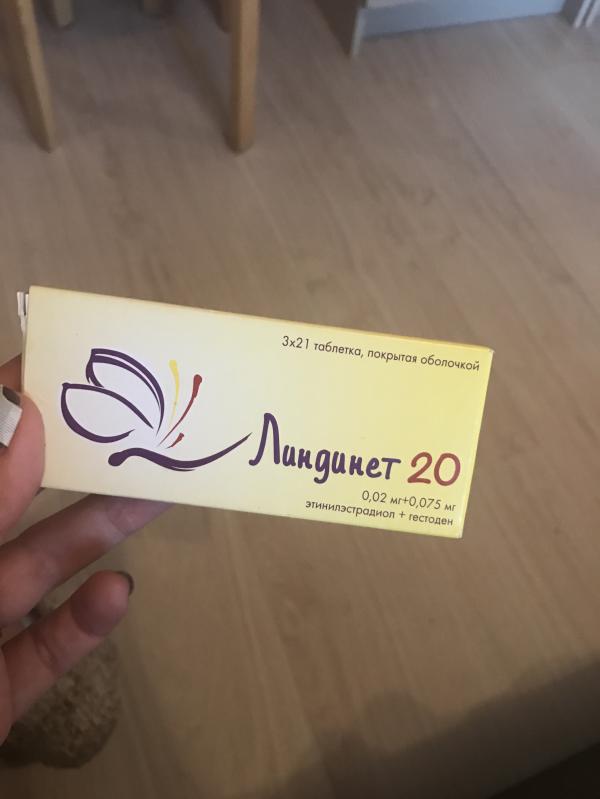 3х21 таблетка, покрытая оболочкой
Линдинет 20
0,02 мг+0,075 мг
этинилэстрадиол + гестоден